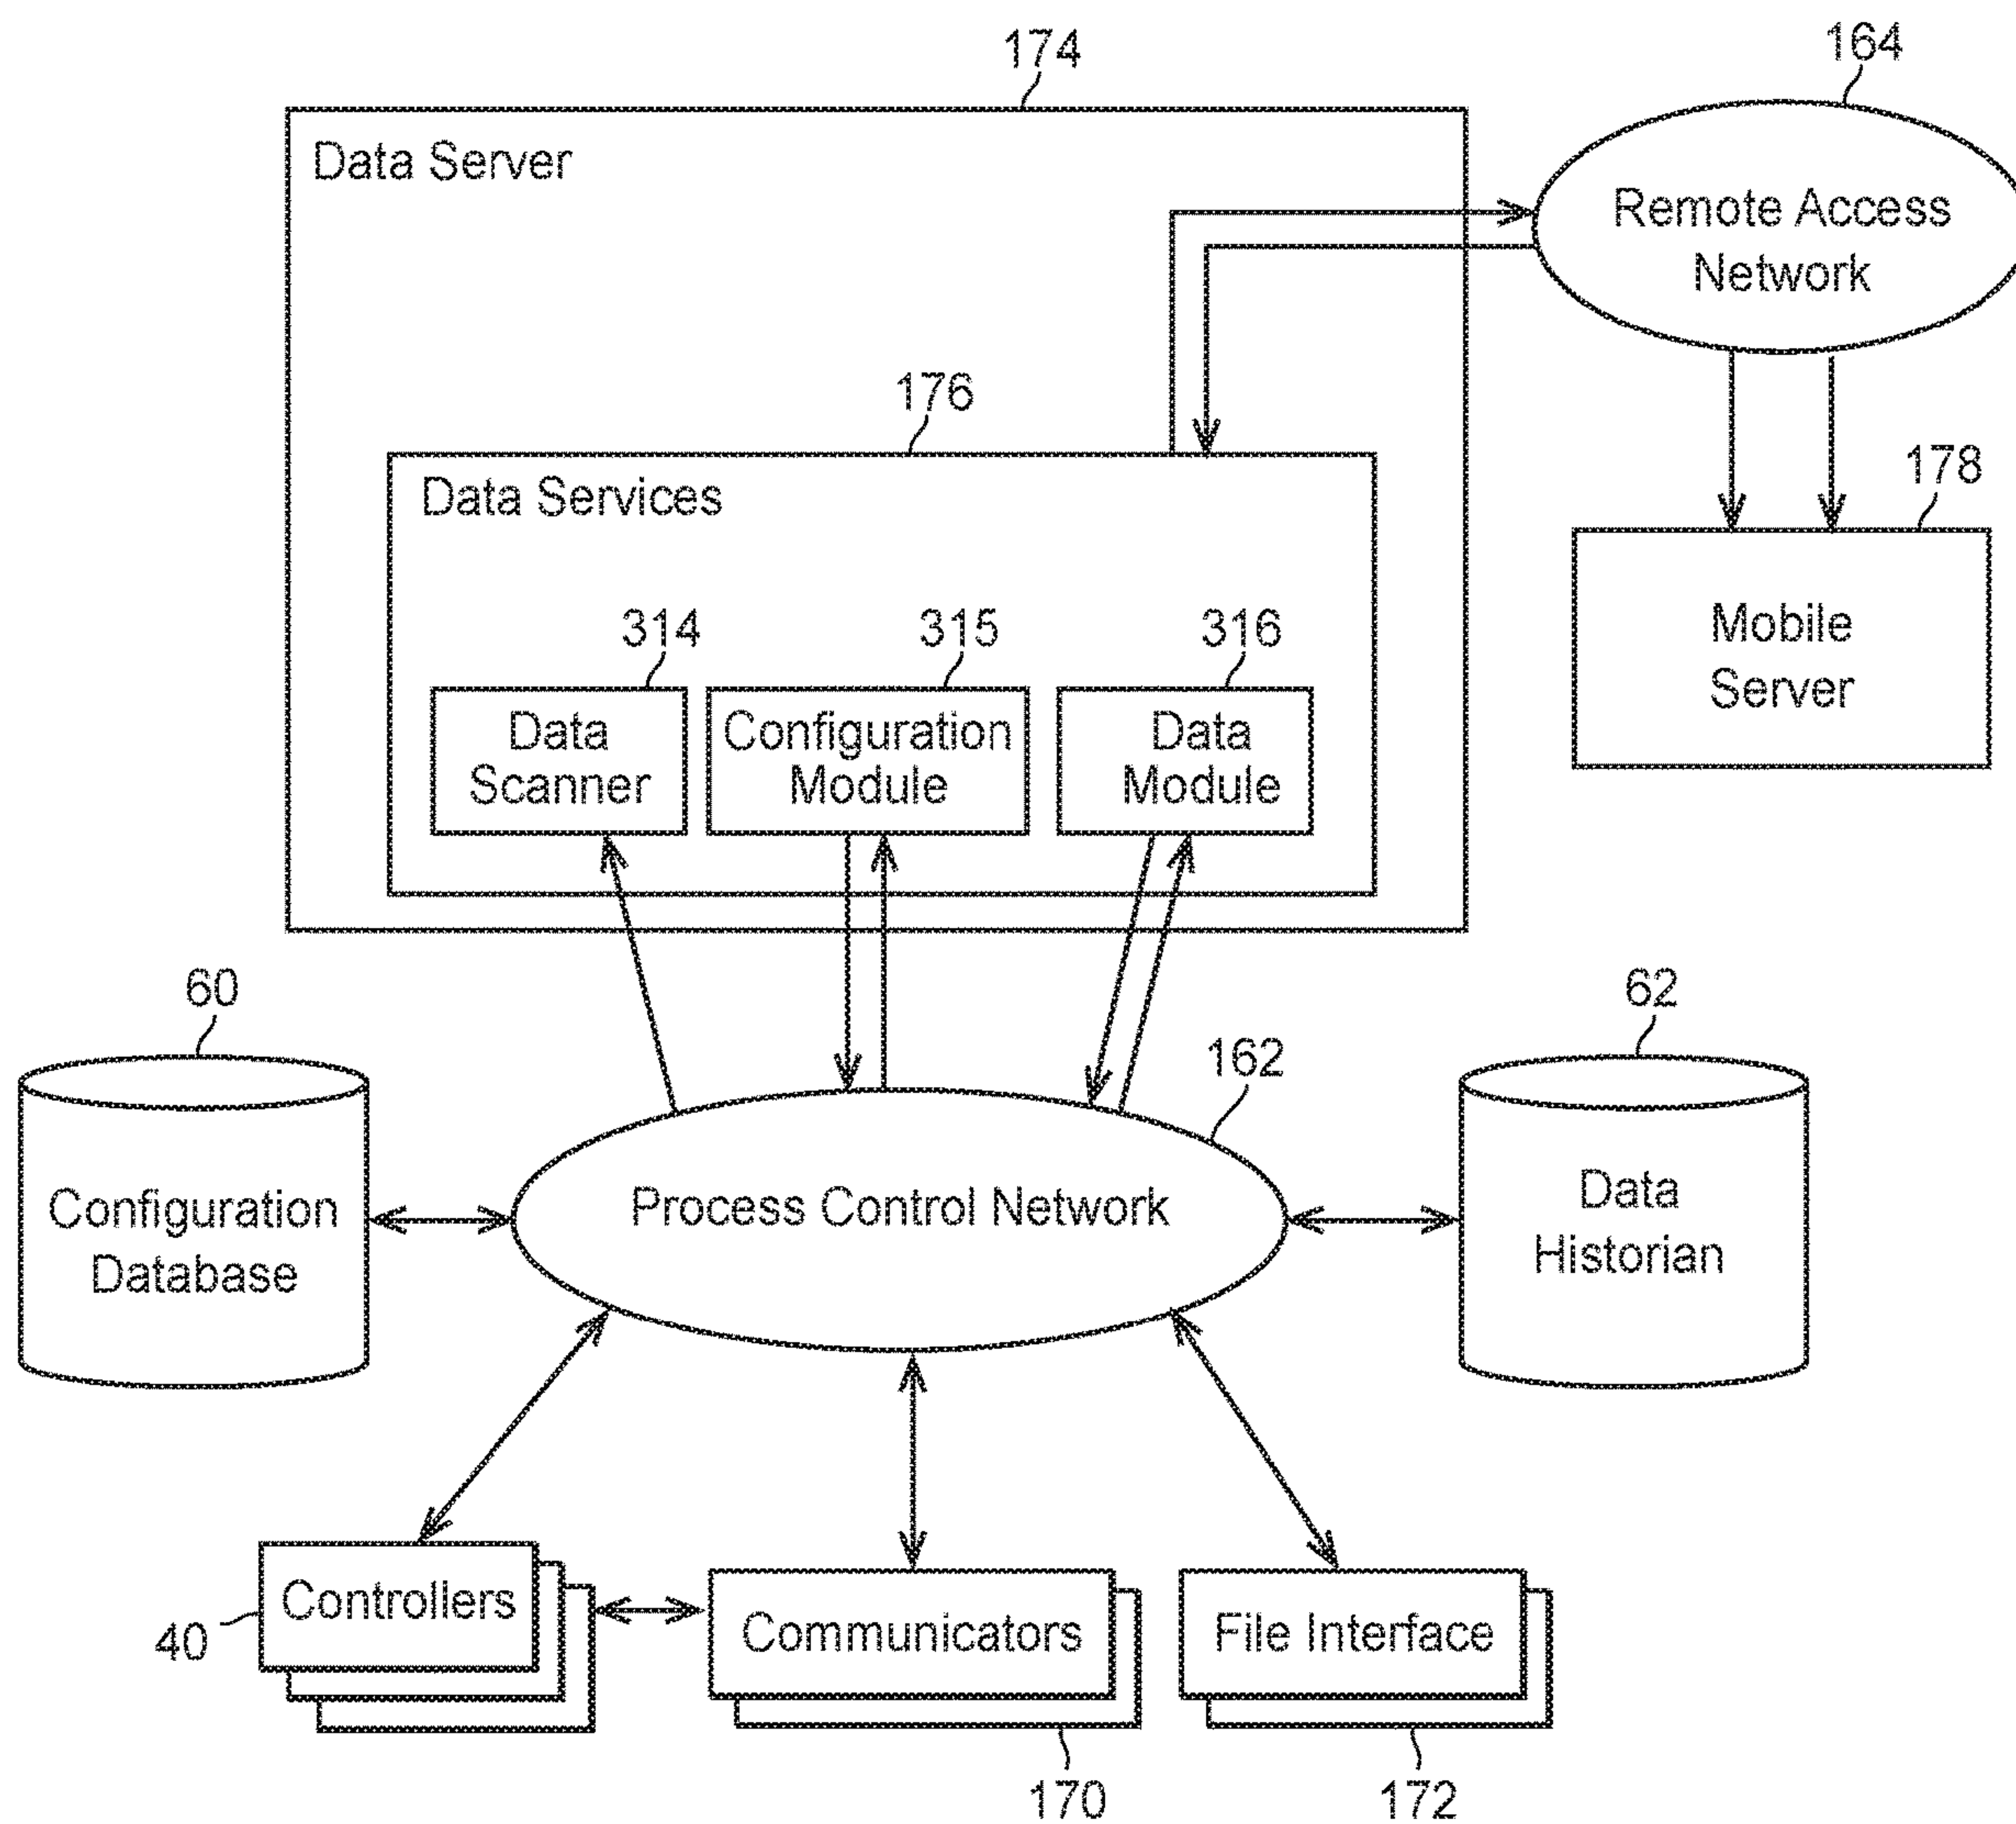 174
164
Data Server
Remote Access
Network
176
178
Data Services
Mobile
Server
314
315
316
Data
Scanner
Configuration
Module
Data
Module
60
62
162
Configuration
Database
Process Control Network
Data
Historian
Controllers
40
Communicators
File Interface
170
172